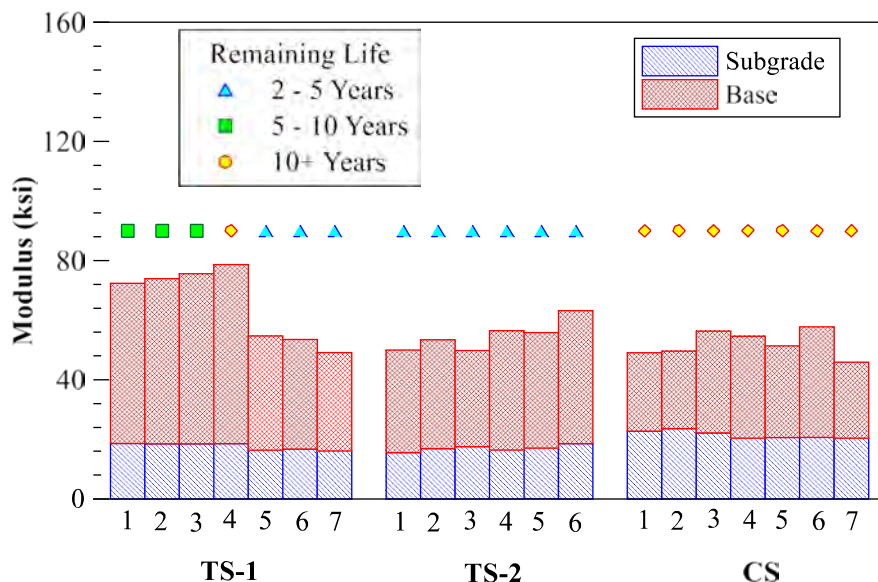 160
120
80
40
0
Modulus (ksi)
Remaining Life
2 - 5 Years
5 - 10 Years
10+ Years
Subgrade
Base
1 2 3 4 5 6 7 1 2 3 4 5 6 1 2 3 4 5 6 7
TS-1 TS-2 CS